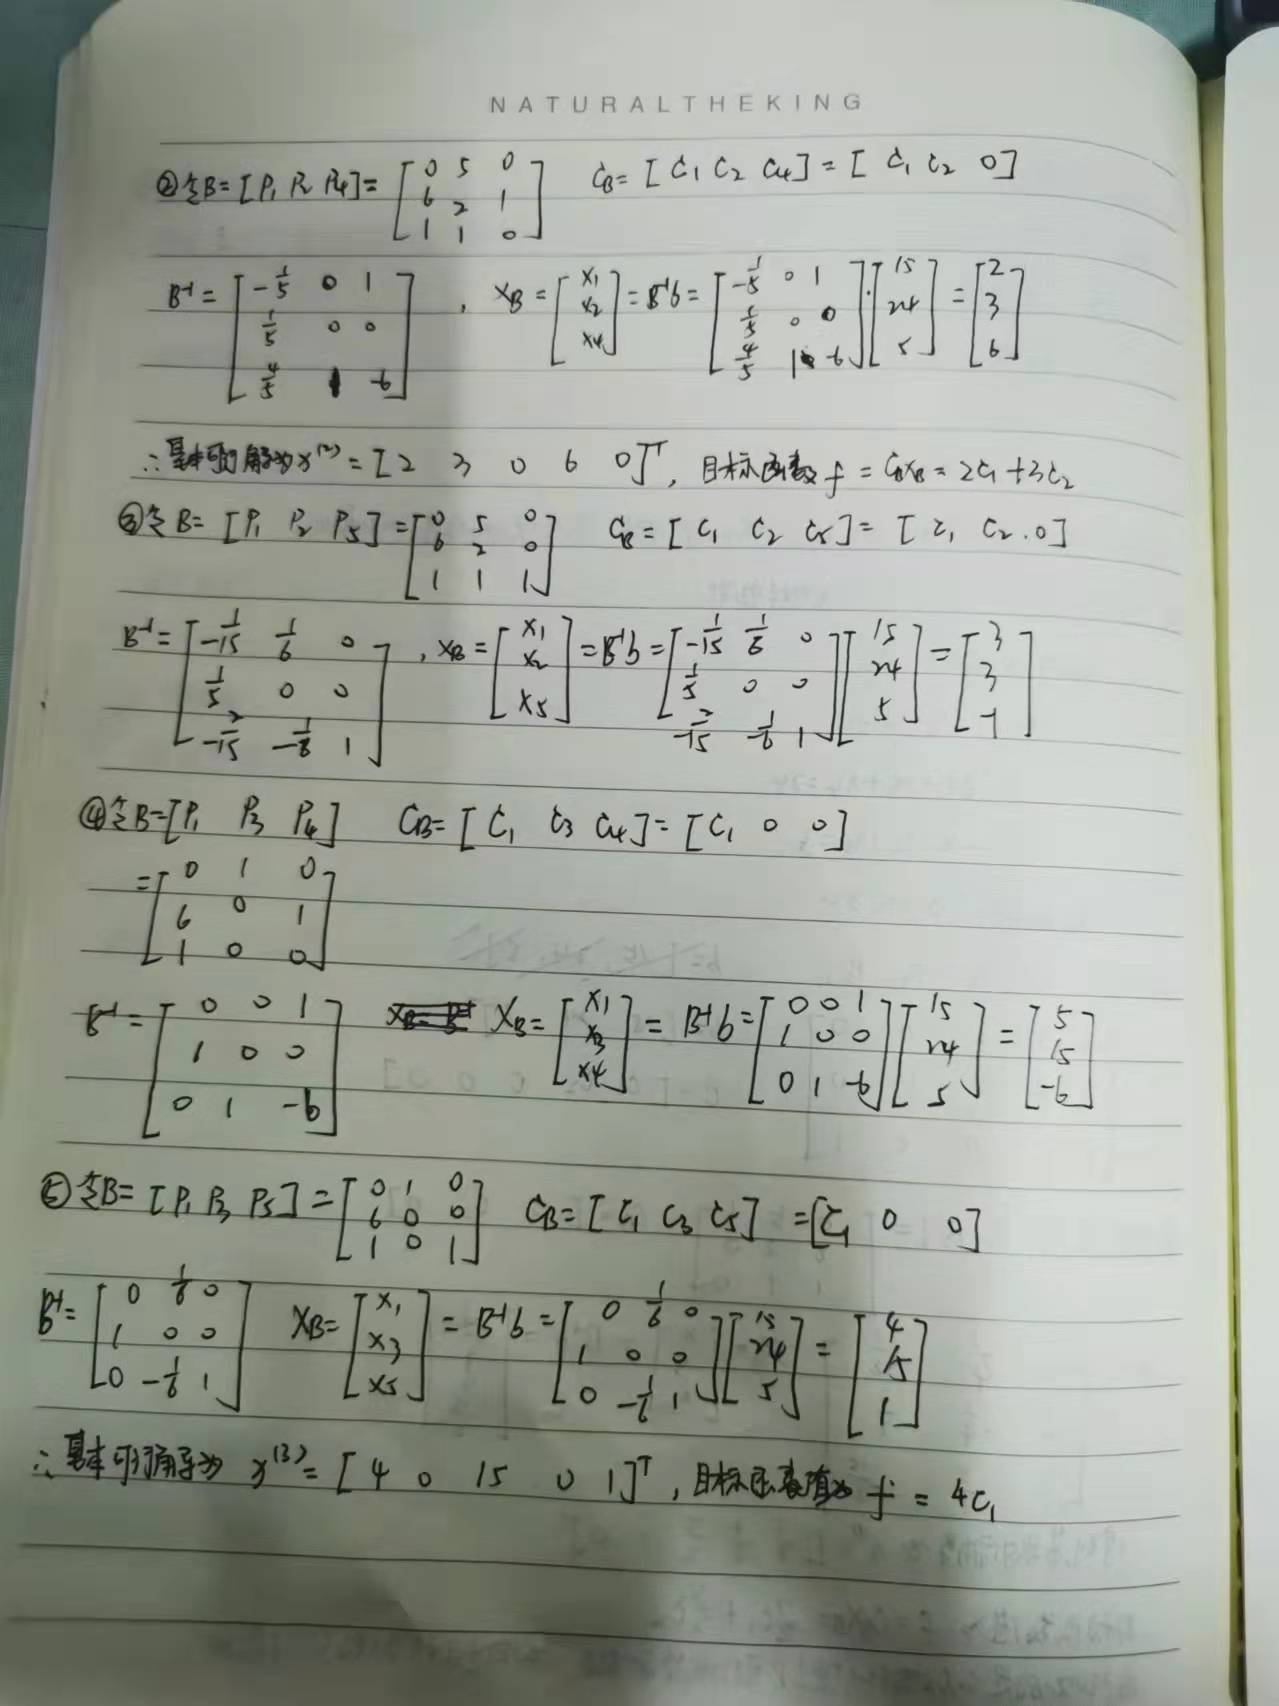 NATURALTHEKING
②令B=[P₁ P₂ P₄]=[0 5 0; 6 2 1; 1 1 0] C_B=[C₁ C₂ C₄]=[C₁ C₂ 0]
B⁻¹=[-1/5 0 1; 1/5 0 0; 4/5 1 -6], X_B=[x₁; x₂; x₄]=B⁻¹b=[-1/5 0 1; 1/5 0 0; 4/5 1 -6]·[15; 24; 5]=[2; 3; 6]
∴基本可行解为x⁽²⁾=[2 3 0 6 0]ᵀ, 目标函数f=C_BX_B=2C₁+3C₂
③令B=[P₁ P₂ P₅]=[0 5 0; 6 2 0; 1 1 1] C_B=[C₁ C₂ C₅]=[C₁ C₂.0]
B⁻¹=[-1/15 1/6 0; 1/5 0 0; -2/15 -1/6 1], X_B=[x₁; x₂; x₅]=B⁻¹b=[-1/15 1/6 0; 1/5 0 0; -2/15 -1/6 1][15; 24; 5]=[3; 3; -1]
④令B=[P₁ P₃ P₄] C_B=[C₁ C₃ C₄]=[C₁ 0 0]
=[0 1 0; 6 0 1; 1 0 0]
B⁻¹=[0 0 1; 1 0 0; 0 1 -6] X_B=[x₁; x₃; x₄]=B⁻¹b=[0 0 1; 1 0 0; 0 1 -6][15; 24; 5]=[5; 15; -6]
⑤令B=[P₁ P₃ P₅]=[0 1 0; 6 0 0; 1 0 1] C_B=[C₁ C₃ C₅]=[C₁ 0 0]
B⁻¹=[0 1/6 0; 1 0 0; 0 -1/6 1] X_B=[x₁; x₃; x₅]=B⁻¹b=[0 1/6 0; 1 0 0; 0 -1/6 1][15; 24; 5]=[4; 15; 1]
∴基本可行解为x⁽³⁾=[4 0 15 0 1]ᵀ, 目标函数值为f=4C₁